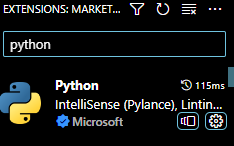 EXTENSIONS: MARKET...
python
Python
115ms
IntelliSense (Pylance), Lintin...
Microsoft